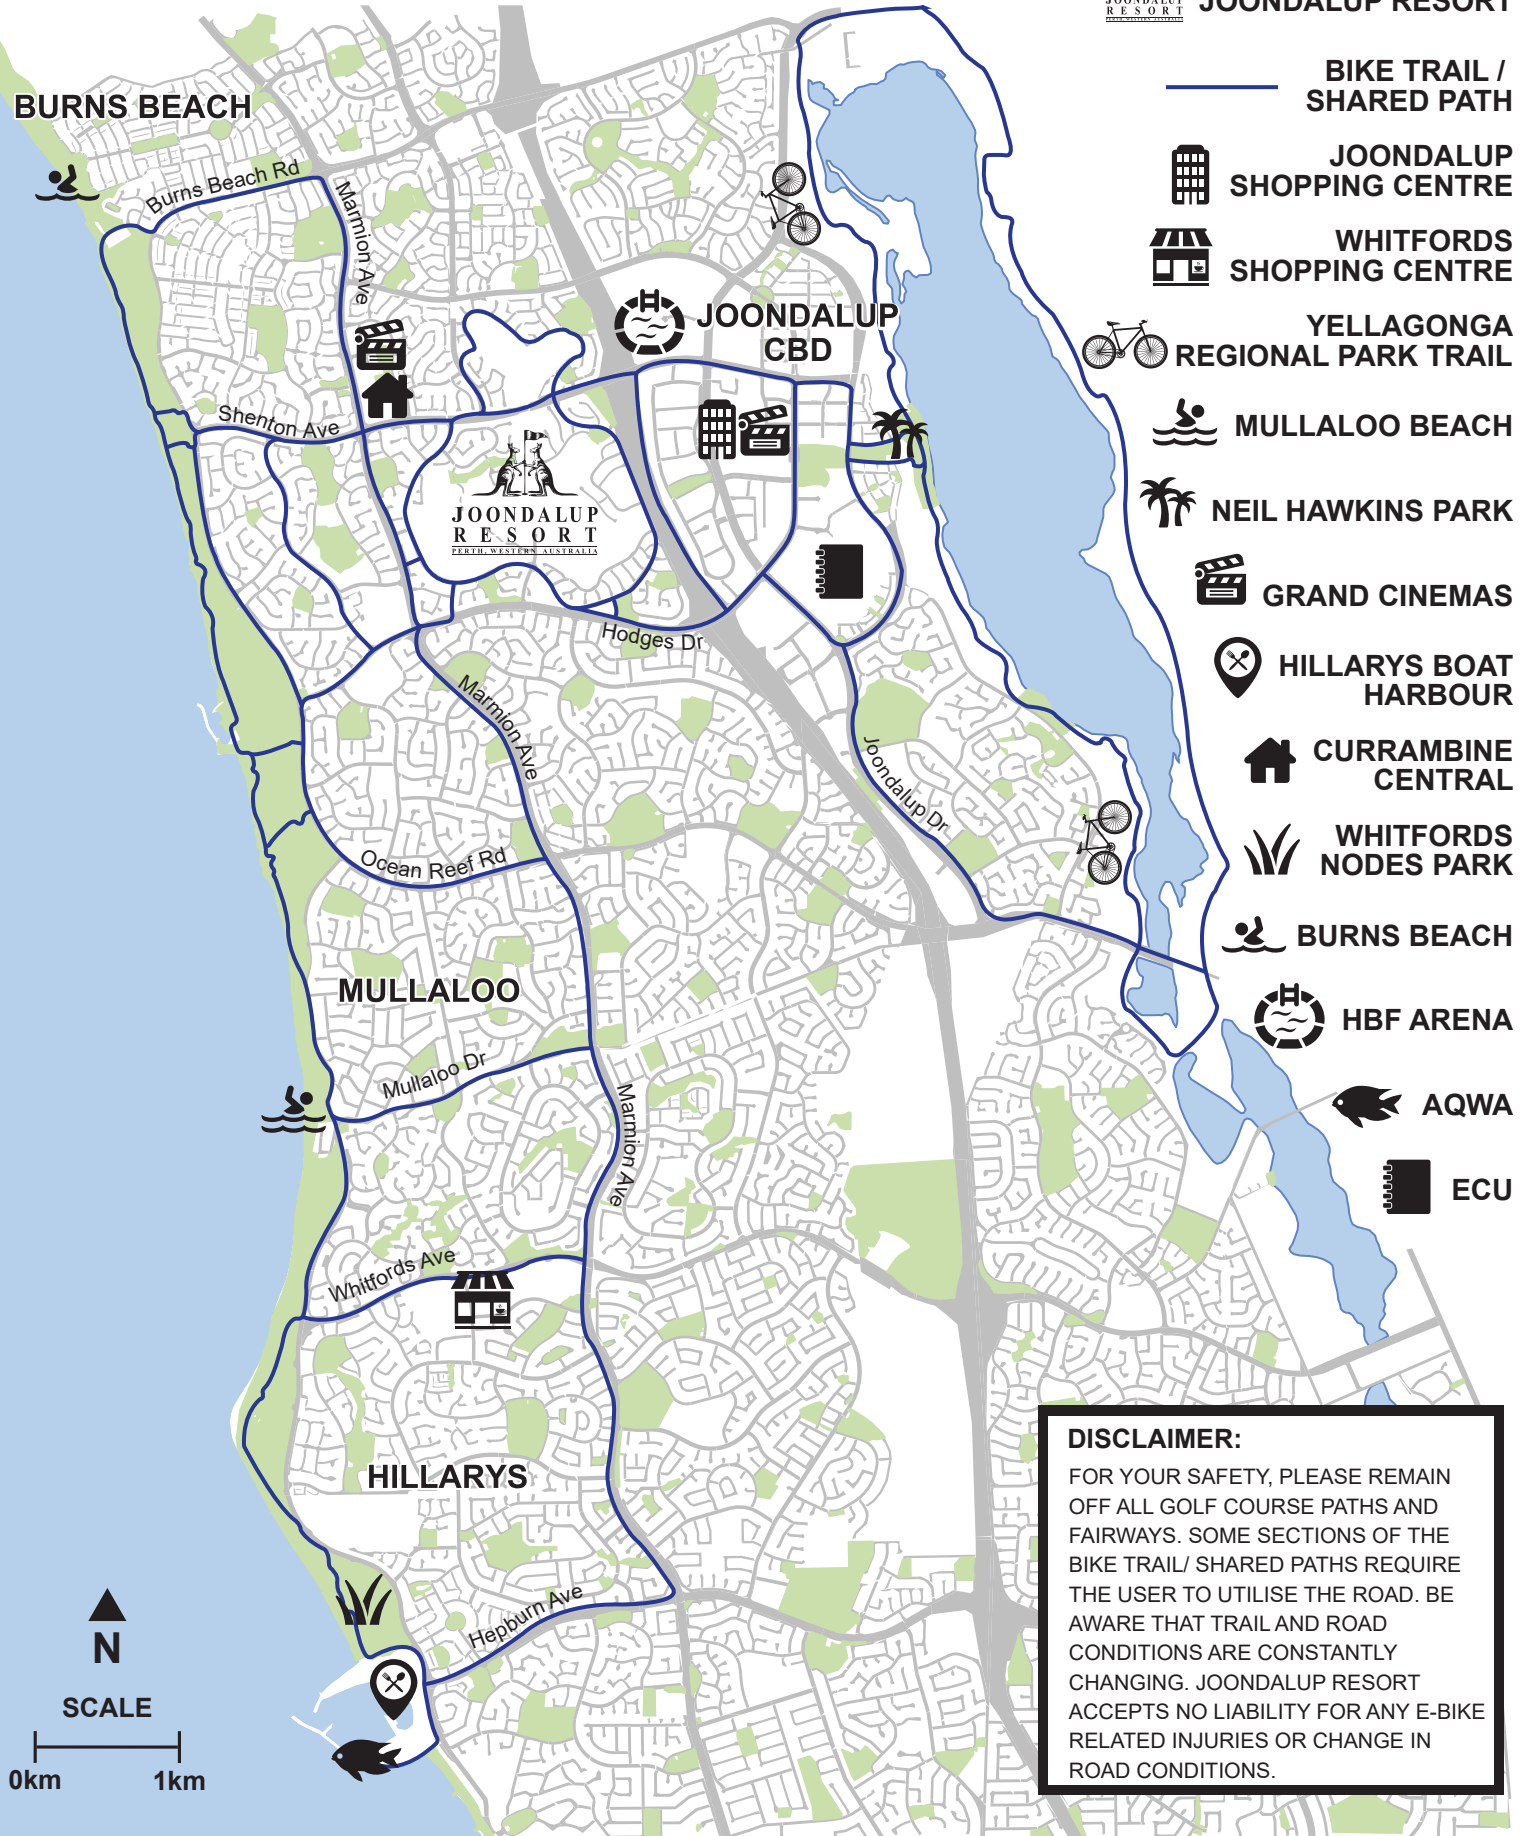 JOONDALUP
RESORT
PERTH, WESTERN AUSTRALIA
JOONDALUP RESORT
BIKE TRAIL /
SHARED PATH
JOONDALUP
SHOPPING CENTRE
WHITFORDS
SHOPPING CENTRE
YELLAGONGA
REGIONAL PARK TRAIL
MULLALOO BEACH
NEIL HAWKINS PARK
GRAND CINEMAS
HILLARYS BOAT
HARBOUR
CURRAMBINE
CENTRAL
WHITFORDS
NODES PARK
BURNS BEACH
HBF ARENA
AQWA
ECU
BURNS BEACH
Burns Beach Rd
Marmion Ave
JOONDALUP
CBD
Shenton Ave
JOONDALUP
RESORT
PERTH, WESTERN AUSTRALIA
Hodges Dr
Marmion Ave
Joondalup Dr
Ocean Reef Rd
MULLALOO
Mullaloo Dr
Marmion Ave
Whitfords Ave
HILLARYS
Hepburn Ave
N
SCALE
0km 1km
DISCLAIMER:
FOR YOUR SAFETY, PLEASE REMAIN
OFF ALL GOLF COURSE PATHS AND
FAIRWAYS. SOME SECTIONS OF THE
BIKE TRAIL/ SHARED PATHS REQUIRE
THE USER TO UTILISE THE ROAD. BE
AWARE THAT TRAIL AND ROAD
CONDITIONS ARE CONSTANTLY
CHANGING. JOONDALUP RESORT
ACCEPTS NO LIABILITY FOR ANY E-BIKE
RELATED INJURIES OR CHANGE IN
ROAD CONDITIONS.